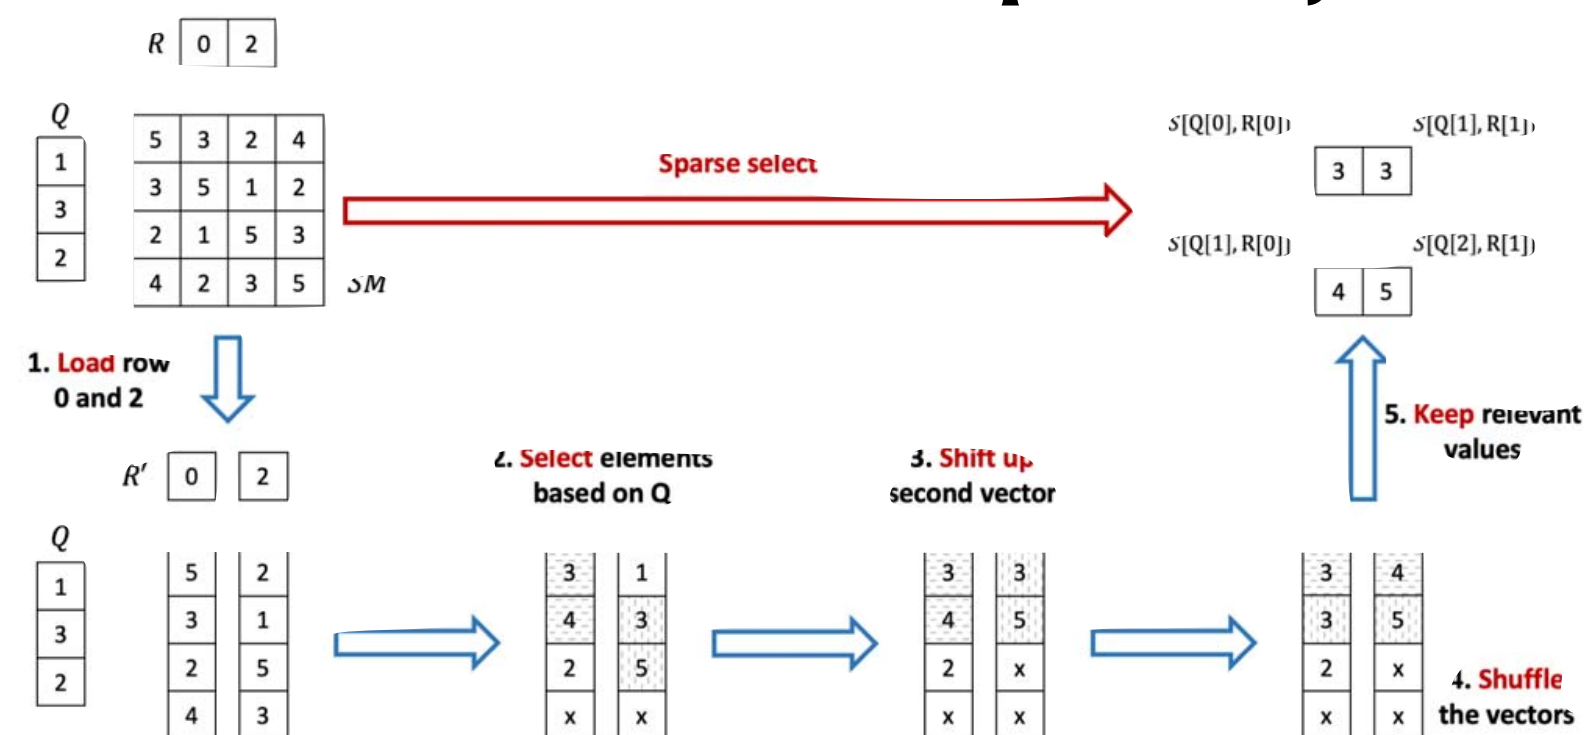 R 0 2
Q
1
3
2
5 3 2 4
3 5 1 2
2 1 5 3
4 2 3 5
SM
Sparse select
S[Q[0], R[0]] S[Q[1], R[1]]
3 3
S[Q[1], R[0]] S[Q[2], R[1]]
4 5
1. Load row
0 and 2
R' 0 2
Q
1
3
2
5 2
3 1
2 5
4 3
2. Select elements
based on Q
3 1
4 3
2 5
x x
3. Shift up
second vector
3 3
4 5
2 x
x x
3 4
3 5
2 x
x x
4. Shuffle
the vectors
5. Keep relevant
values